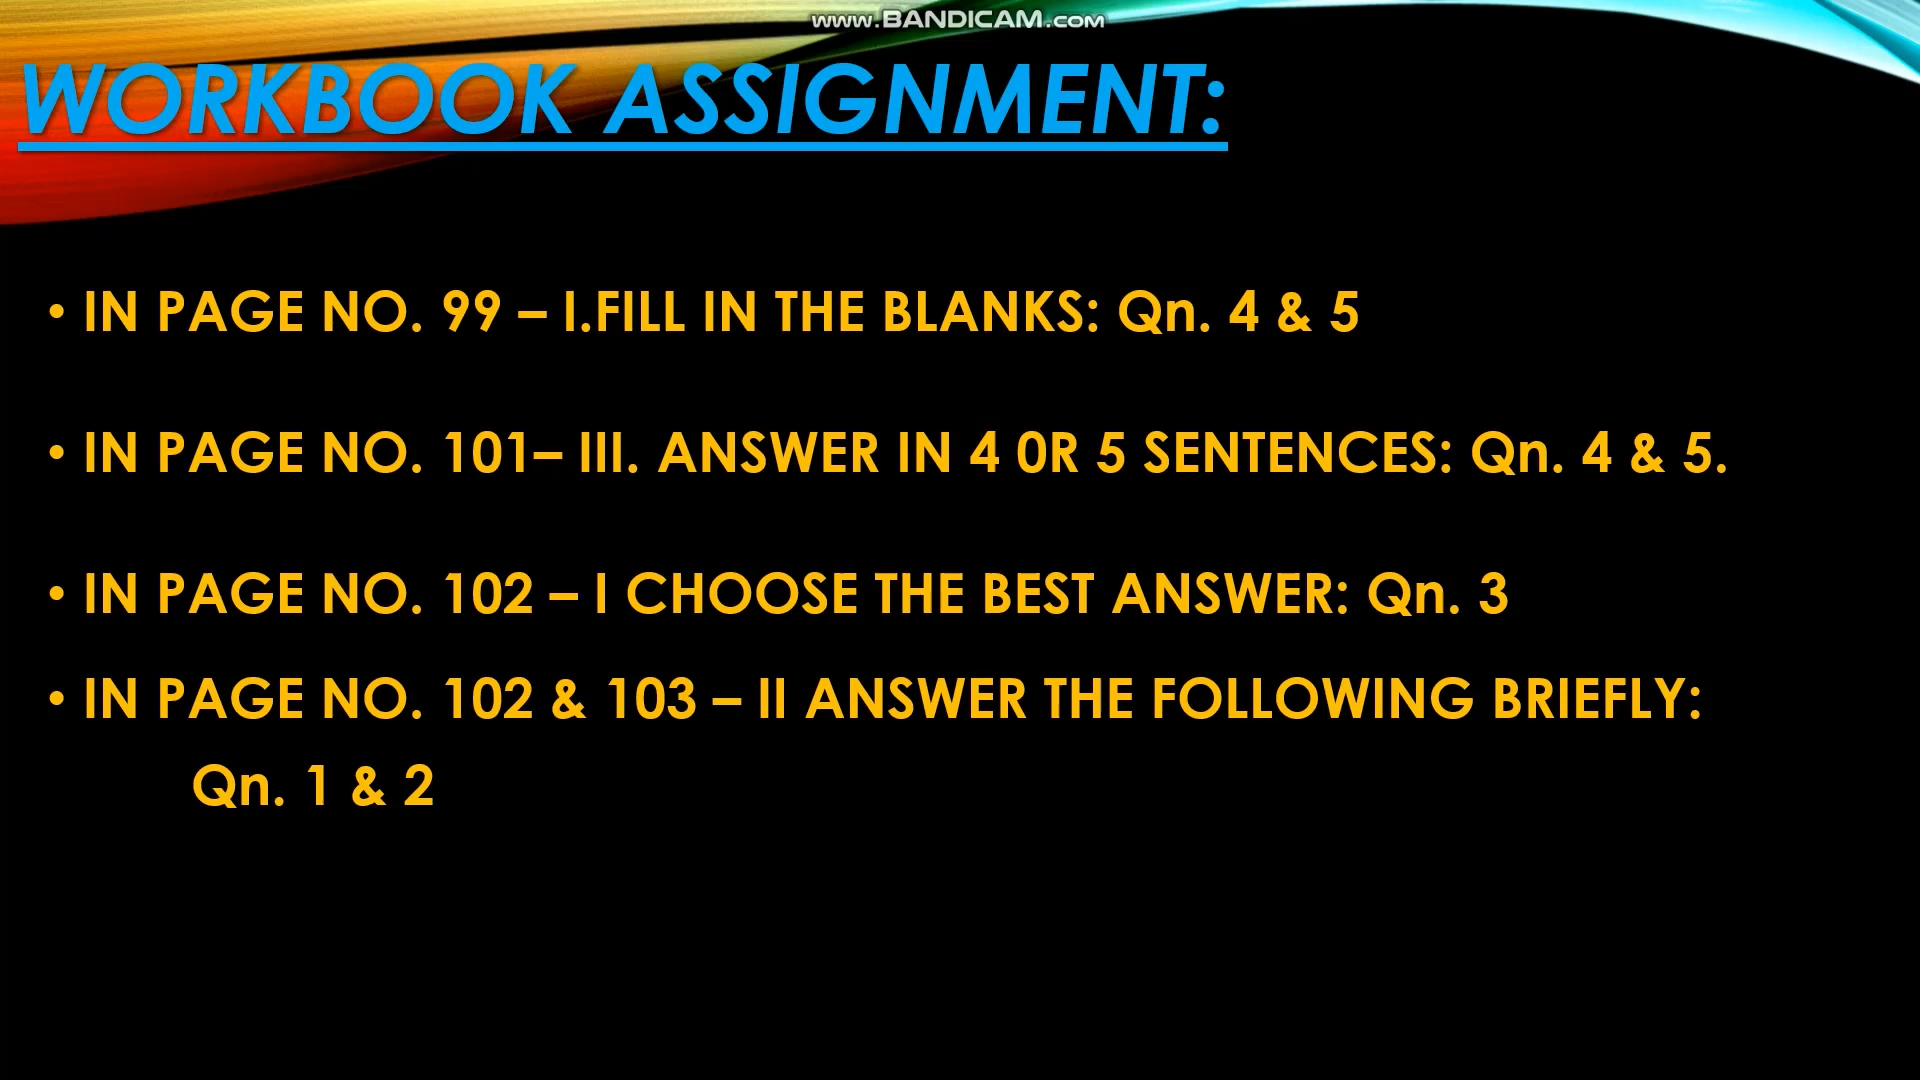 www.BANDICAM.com
WORKBOOK ASSIGNMENT:
• IN PAGE NO. 99 – I.FILL IN THE BLANKS: Qn. 4 & 5
• IN PAGE NO. 101– III. ANSWER IN 4 0R 5 SENTENCES: Qn. 4 & 5.
• IN PAGE NO. 102 – I CHOOSE THE BEST ANSWER: Qn. 3
• IN PAGE NO. 102 & 103 – II ANSWER THE FOLLOWING BRIEFLY:
Qn. 1 & 2